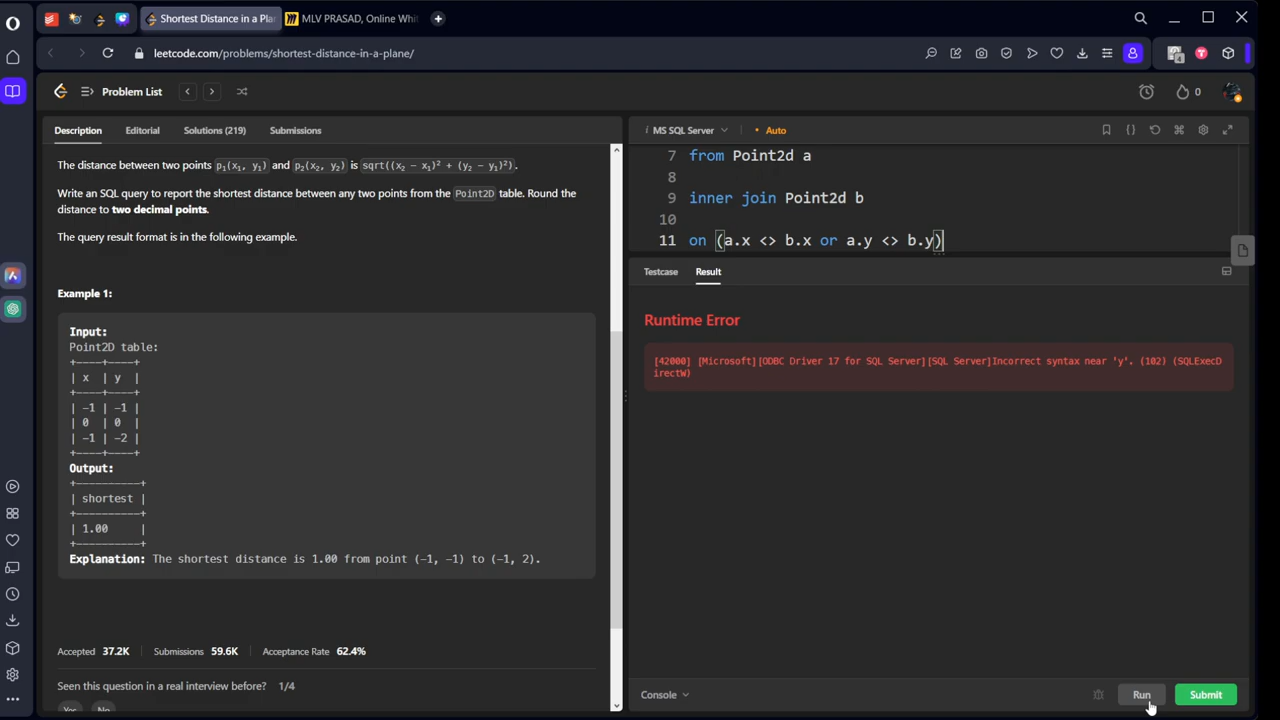 Shortest Distance in a Pla
MLV PRASAD, Online Whit
leetcode.com/problems/shortest-distance-in-a-plane/
4
Problem List
0
Description Editorial Solutions (219) Submissions
i MS SQL Server • Auto
The distance between two points p₁(x₁, y₁) and p₂(x₂, y₂) is sqrt((x₂ − x₁)² + (y₂ − y₁)²).
Write an SQL query to report the shortest distance between any two points from the Point2D table. Round the
distance to two decimal points.
The query result format is in the following example.
Example 1:
Input:
Point2D table:
+----+----+
| x | y |
+----+----+
| -1 | -1 |
| 0 | 0 |
| -1 | -2 |
+----+----+
Output:
+----------+
| shortest |
+----------+
| 1.00 |
+----------+
Explanation: The shortest distance is 1.00 from point (-1, -1) to (-1, 2).
Accepted 37.2K Submissions 59.6K Acceptance Rate 62.4%
Seen this question in a real interview before? 1/4
Yes No
7 from Point2d a
8
9 inner join Point2d b
10
11 on (a.x <> b.x or a.y <> b.y)
Testcase Result
Runtime Error
[42000] [Microsoft][ODBC Driver 17 for SQL Server][SQL Server]Incorrect syntax near 'y'. (102) (SQLExecD
irectW)
Console Run Submit